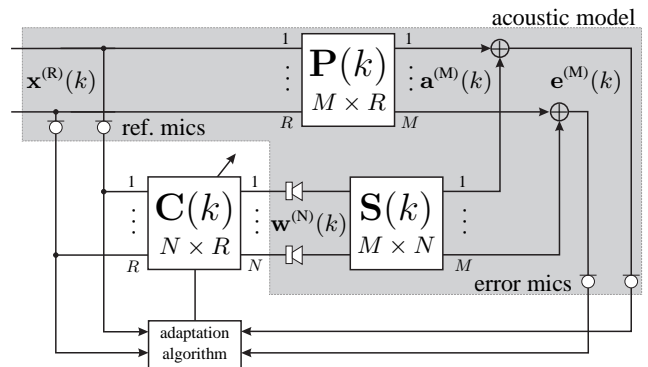 acoustic model
1
P(k)
M × R
1
x^(R)(k)
⋮
⋮
a^(M)(k)
e^(M)(k)
R
M
ref. mics
1
C(k)
N × R
1
S(k)
M × N
1
⋮
⋮
w^(N)(k)
⋮
R
N
M
error mics
adaptation
algorithm